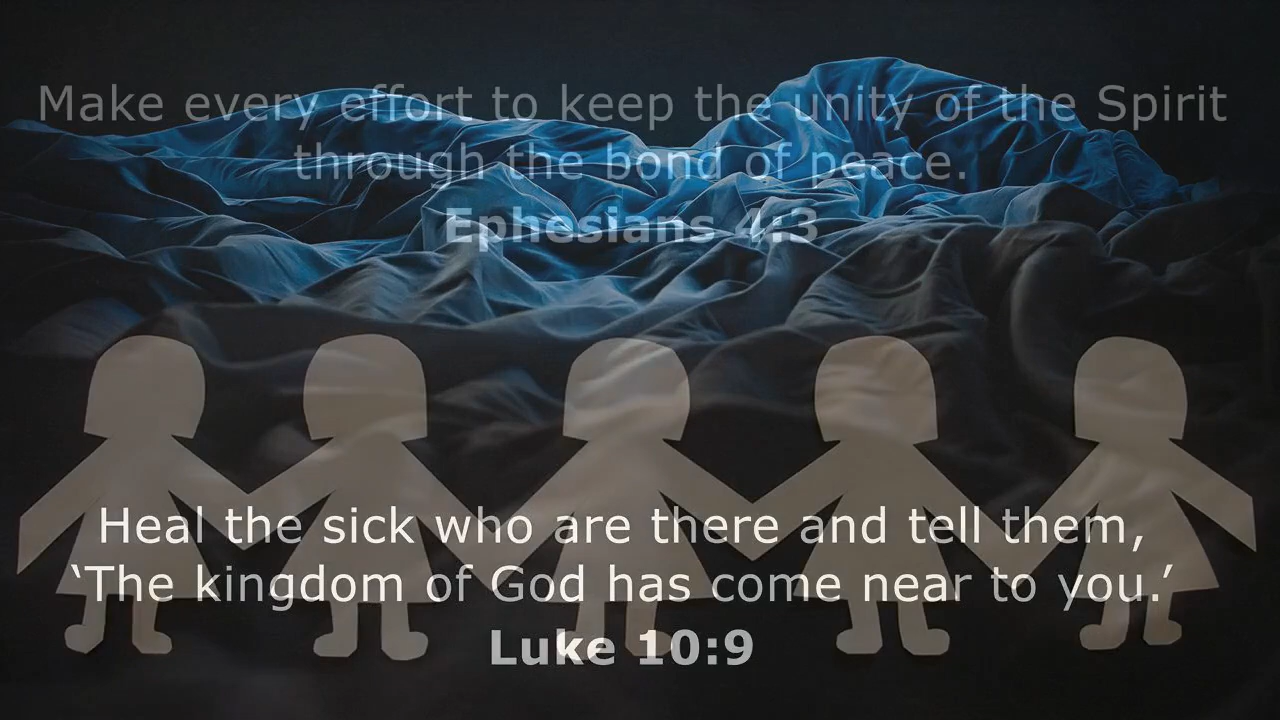 Make every effort to keep the unity of the Spirit
through the bond of peace.
Ephesians 4:3
Heal the sick who are there and tell them,
‘The kingdom of God has come near to you.’
Luke 10:9